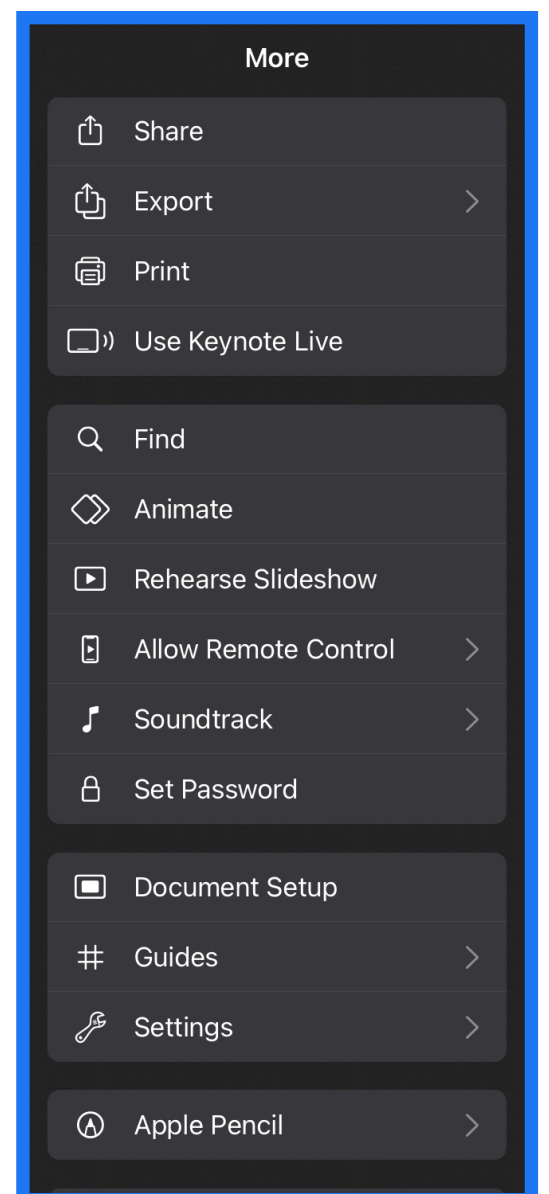 More
Share
Export
Print
Use Keynote Live
Find
Animate
Rehearse Slideshow
Allow Remote Control
Soundtrack
Set Password
Document Setup
Guides
Settings
Apple Pencil